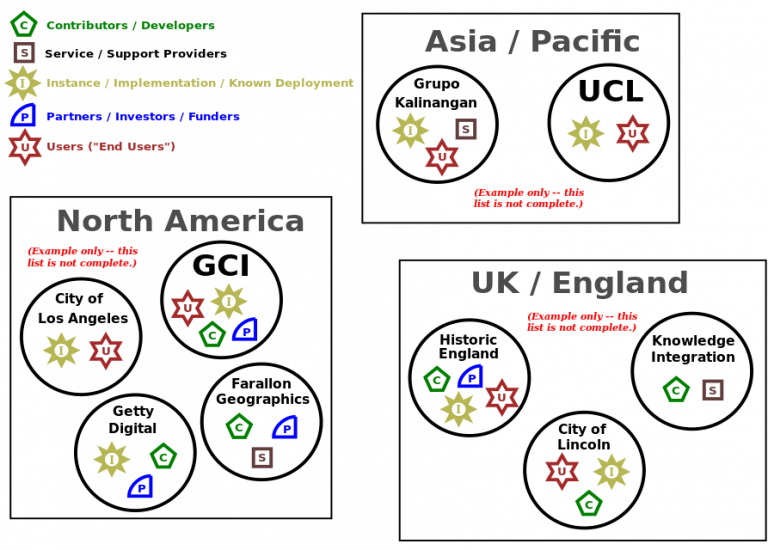 C Contributors / Developers
S Service / Support Providers
I Instance / Implementation / Known Deployment
P Partners / Investors / Funders
U Users ("End Users")
Asia / Pacific
Grupo
Kalinangan
I S
U
UCL
I U
(Example only -- this
list is not complete.)
North America
(Example only -- this
list is not complete.)
GCI
U I
C P
City of
Los Angeles
I U
Farallon
Geographics
C P
S
Getty
Digital
I C
P
UK / England
(Example only -- this
list is not complete.)
Historic
England
C P
I U
Knowledge
Integration
C S
City of
Lincoln
U I
C